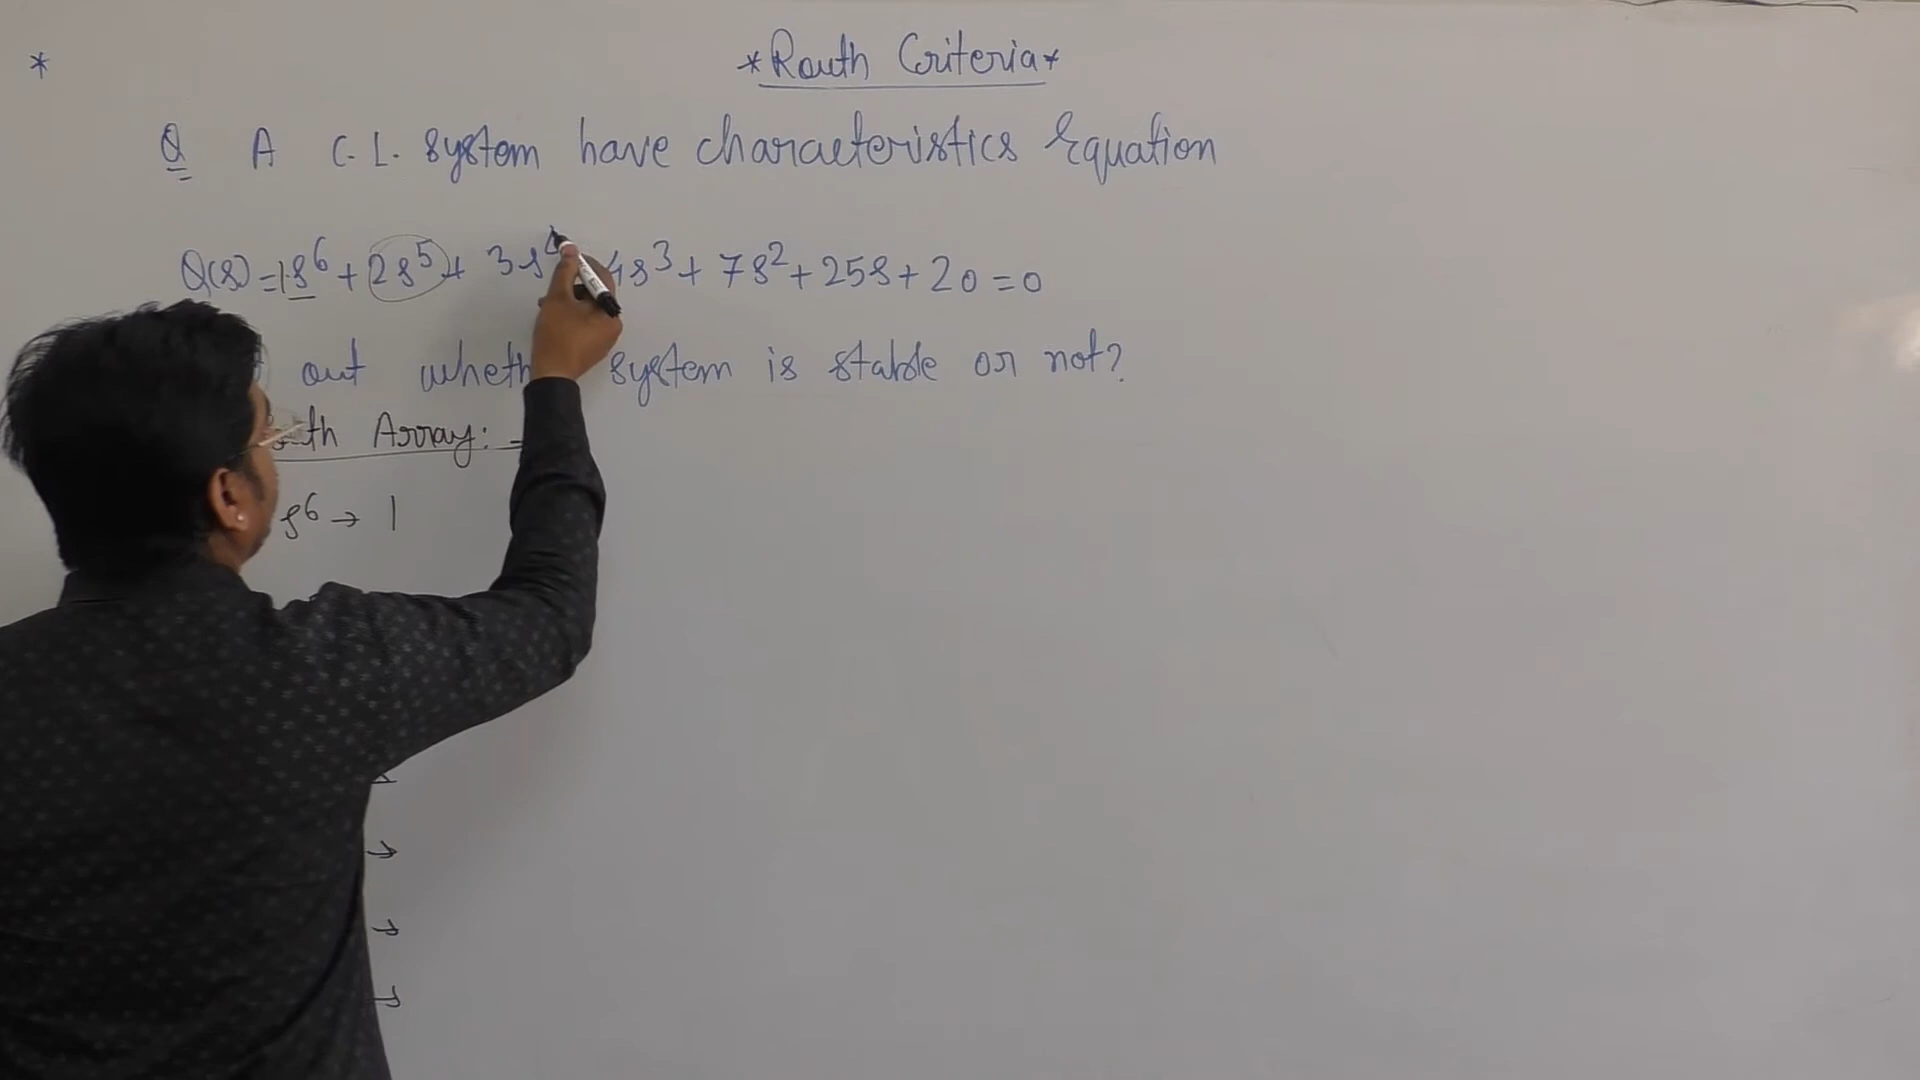 *
*Routh Criteria*
Q A C.L. system have characteristics Equation
Q(s)=1s⁶+2s⁵+ 3s⁴ 4s³+ 7s²+25s+20=0
out wheth system is stable or not?
uth Array: -
s⁶→ 1
→
→
→